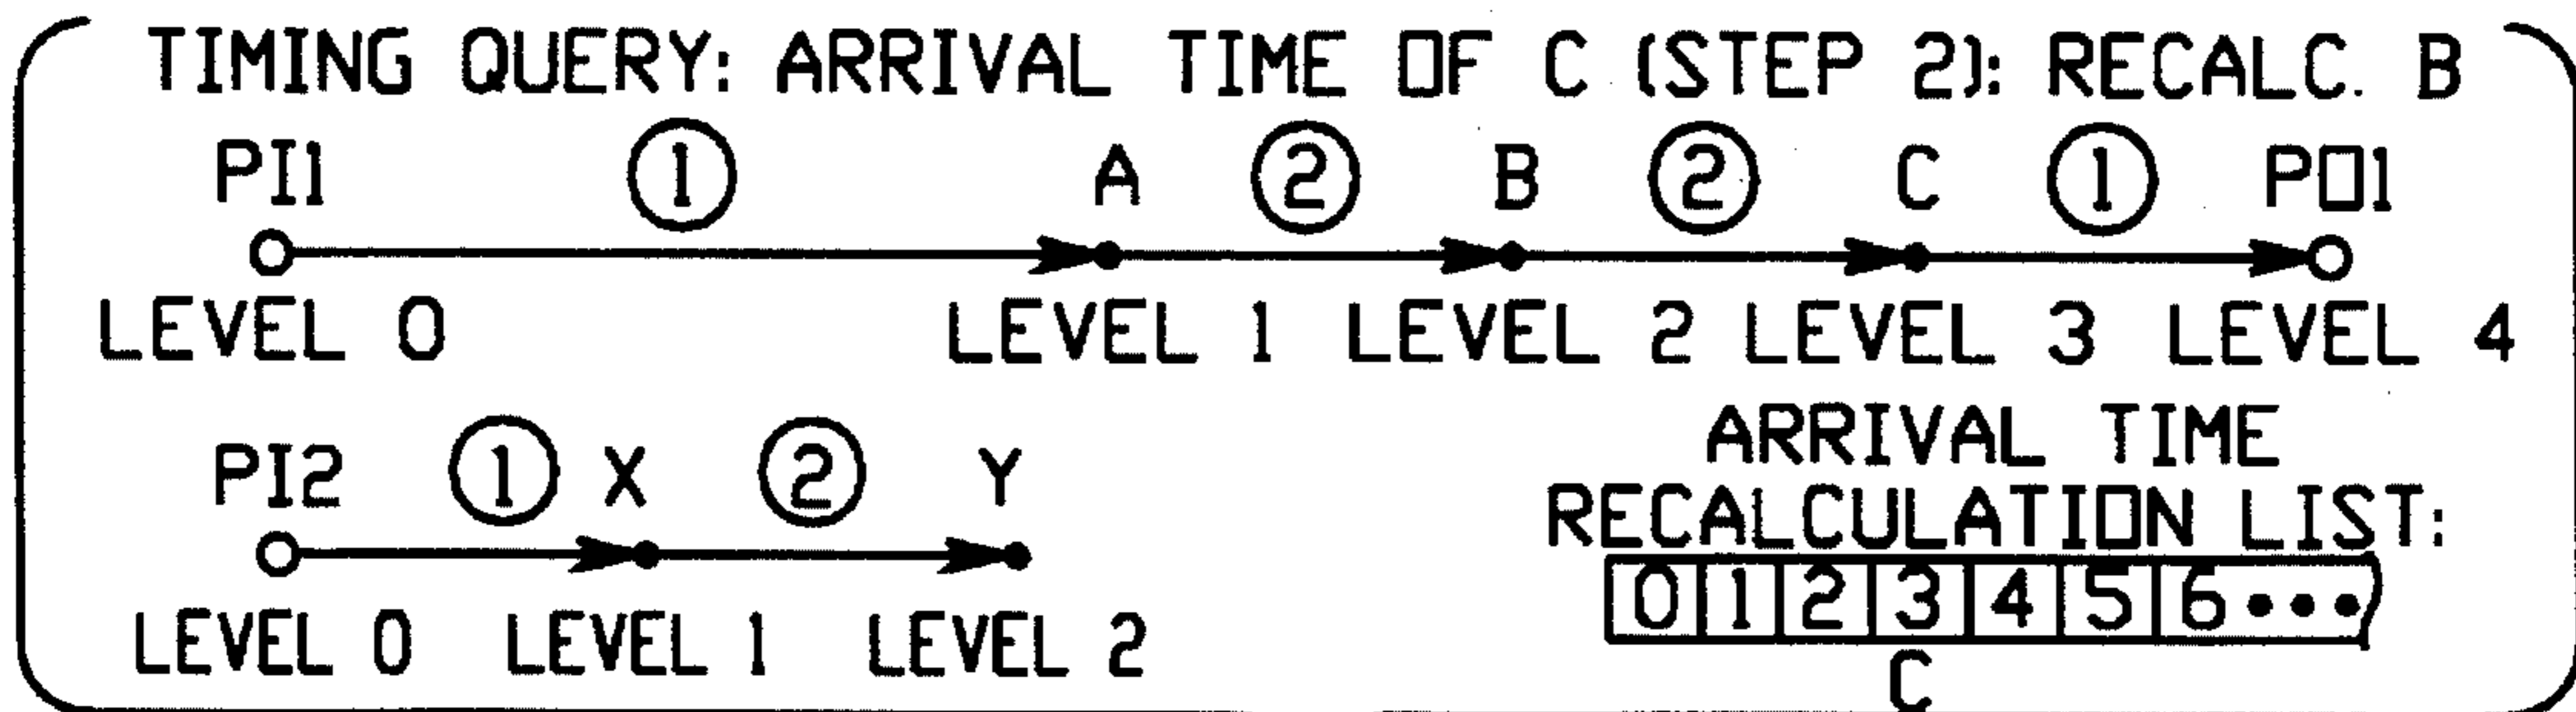 TIMING QUERY: ARRIVAL TIME OF C (STEP 2): RECALC. B
PI1 1 A 2 B 2 C 1 PO1
LEVEL 0 LEVEL 1 LEVEL 2 LEVEL 3 LEVEL 4
PI2 1 X 2 Y
LEVEL 0 LEVEL 1 LEVEL 2
ARRIVAL TIME
RECALCULATION LIST:
0 1 2 3 4 5 6 •••
C